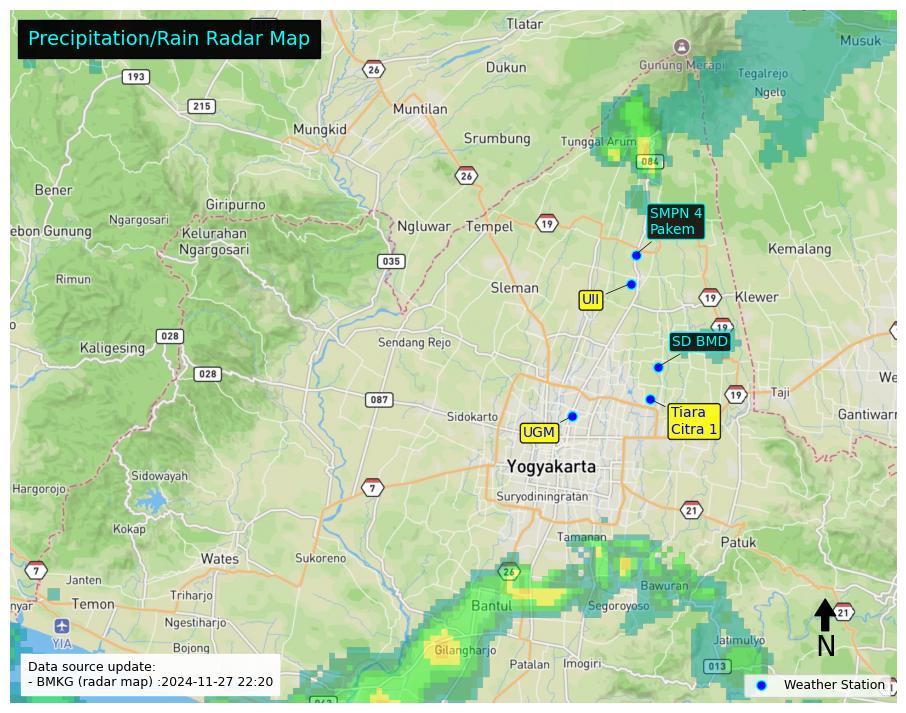 Precipitation/Rain Radar Map
Tlatar
Musuk
Gunung Merapi
26
193
Dukun
Tegalrejo
Ngelo
215
Muntilan
Mungkid
Srumbung
Tunggal Arum
084
26
Bener
Giripurno
SMPN 4
Pakem
Ngargosari
Ngluwar
Tempel
19
ebon Gunung
Kelurahan
Ngargosari
Kemalang
035
Rimun
Sleman
UII
19
Klewer
028
19
Kaligesing
Sendang Rejo
SD BMD
028
We
087
19
Taji
Sidokarto
Tiara
Citra 1
Gantiwarn
UGM
Yogyakarta
Sidowayah
Hargorojo
7
Suryodiningratan
21
Kokap
Tamanan
Patuk
Wates
Sukoreno
7
26
Janten
Bawuran
Triharjo
nyar
Temon
Bantul
Segoroyoso
21
Ngestiharjo
YIA
N
Bojong
Gilangharjo
Jatimulyo
Patalan
Imogiri
013
Data source update:
- BMKG (radar map) :2024-11-27 22:20
Weather Station